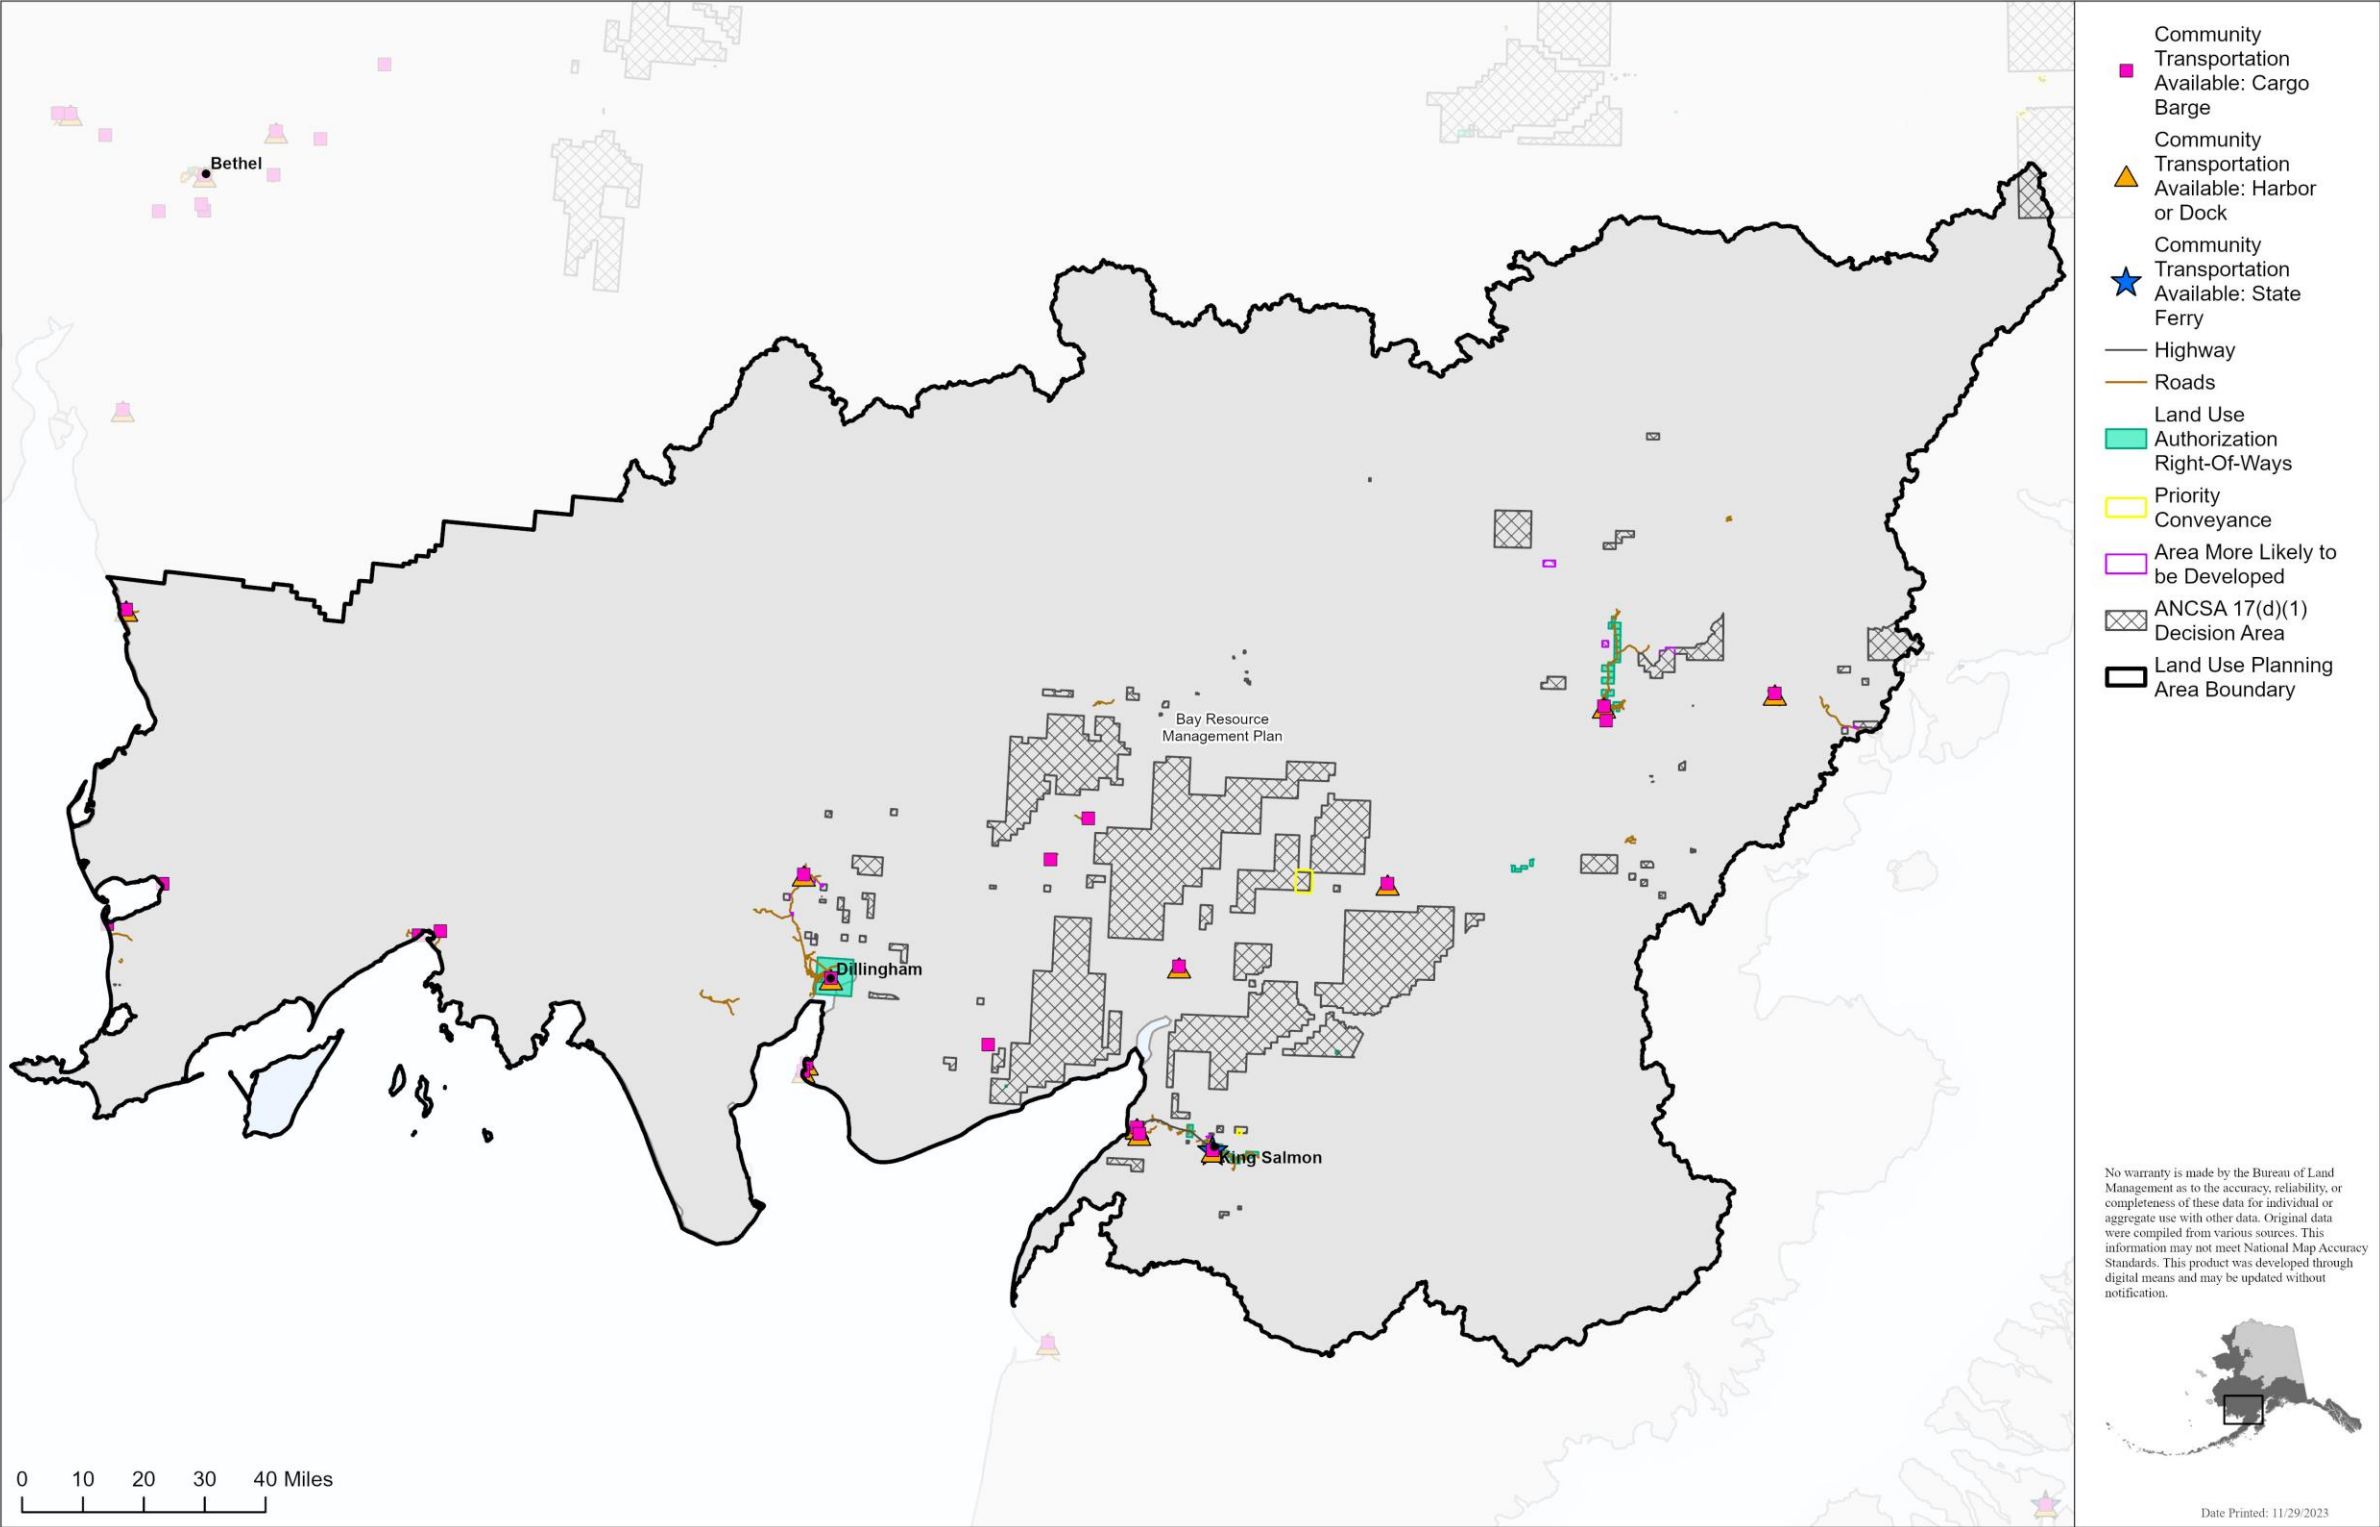 Bethel
Bay Resource
Management Plan
Dillingham
King Salmon
0 10 20 30 40 Miles
Community
Transportation
Available: Cargo
Barge
Community
Transportation
Available: Harbor
or Dock
Community
Transportation
Available: State
Ferry
Highway
Roads
Land Use
Authorization
Right-Of-Ways
Priority
Conveyance
Area More Likely to
be Developed
ANCSA 17(d)(1)
Decision Area
Land Use Planning
Area Boundary
No warranty is made by the Bureau of Land
Management as to the accuracy, reliability, or
completeness of these data for individual or
aggregate use with other data. Original data
were compiled from various sources. This
information may not meet National Map Accuracy
Standards. This product was developed through
digital means and may be updated without
notification.
Date Printed: 11/29/2023